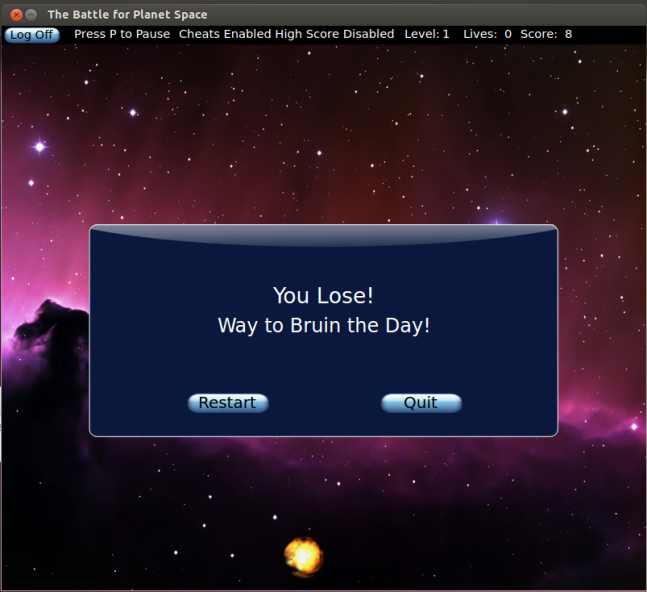 The Battle for Planet Space
Log Off Press P to Pause Cheats Enabled High Score Disabled Level: 1 Lives: 0 Score: 8
You Lose!
Way to Bruin the Day!
Restart Quit